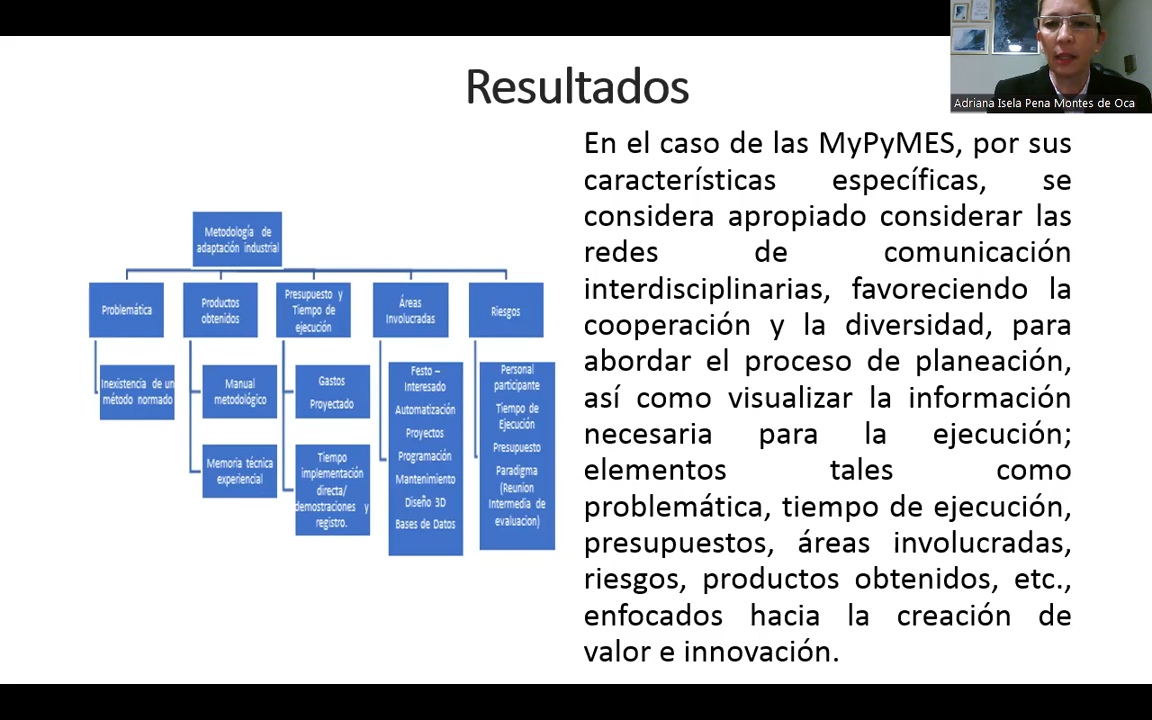 Resultados
Adriana Isela Pena Montes de Oca
En el caso de las MyPyMES, por sus
características específicas, se
considera apropiado considerar las
redes de comunicación
interdisciplinarias, favoreciendo la
cooperación y la diversidad, para
abordar el proceso de planeación,
así como visualizar la información
necesaria para la ejecución;
elementos tales como
problemática, tiempo de ejecución,
presupuestos, áreas involucradas,
riesgos, productos obtenidos, etc.,
enfocados hacia la creación de
valor e innovación.
Metodología de
adaptación industrial
Problemática
Inexistencia de un
método normado
Productos
obtenidos
Manual
metodológico
Memoria técnica
experiencial
Presupuesto y
Tiempo de
ejecución
Gastos
Proyectado
Tiempo
implementación
directa/
demostraciones y
registro.
Áreas
Involucradas
Festo –
Interesado
Automatización
Proyectos
Programación
Mantenimiento
Diseño 3D
Bases de Datos
Riesgos
Personal
participante
Tiempo de
Ejecución
Presupuesto
Paradigma
(Reunion
Intermedia de
evaluacion)